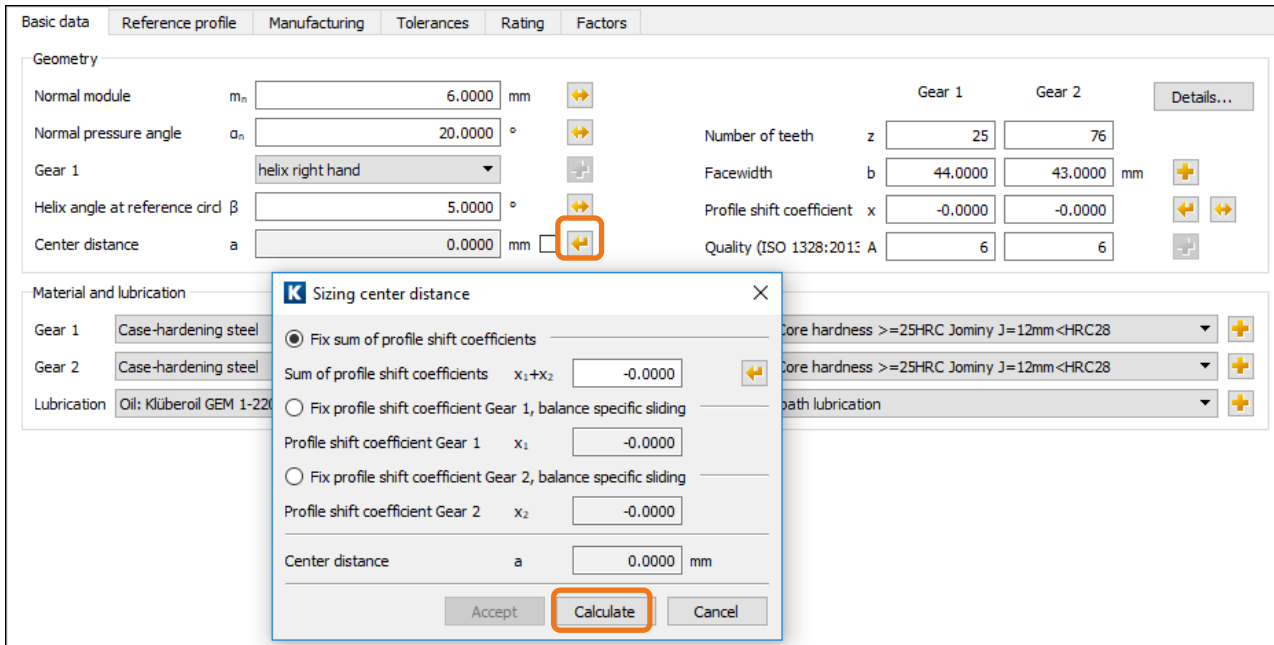 Basic data Reference profile Manufacturing Tolerances Rating Factors
Geometry
Normal module mₙ 6.0000 mm
Normal pressure angle αₙ 20.0000 °
Gear 1 helix right hand
Helix angle at reference circl β 5.0000 °
Center distance a 0.0000 mm
Gear 1 Gear 2 Details...
Number of teeth z 25 76
Facewidth b 44.0000 43.0000 mm
Profile shift coefficient x -0.0000 -0.0000
Quality (ISO 1328:2013 A 6 6
Material and lubrication
Gear 1 Case-hardening steel Core hardness >=25HRC Jominy J=12mm<HRC28
Gear 2 Case-hardening steel Core hardness >=25HRC Jominy J=12mm<HRC28
Lubrication Oil: Klüberoil GEM 1-220 bath lubrication
K Sizing center distance
Fix sum of profile shift coefficients
Sum of profile shift coefficients x₁+x₂ -0.0000
Fix profile shift coefficient Gear 1, balance specific sliding
Profile shift coefficient Gear 1 x₁ -0.0000
Fix profile shift coefficient Gear 2, balance specific sliding
Profile shift coefficient Gear 2 x₂ -0.0000
Center distance a 0.0000 mm
Accept Calculate Cancel